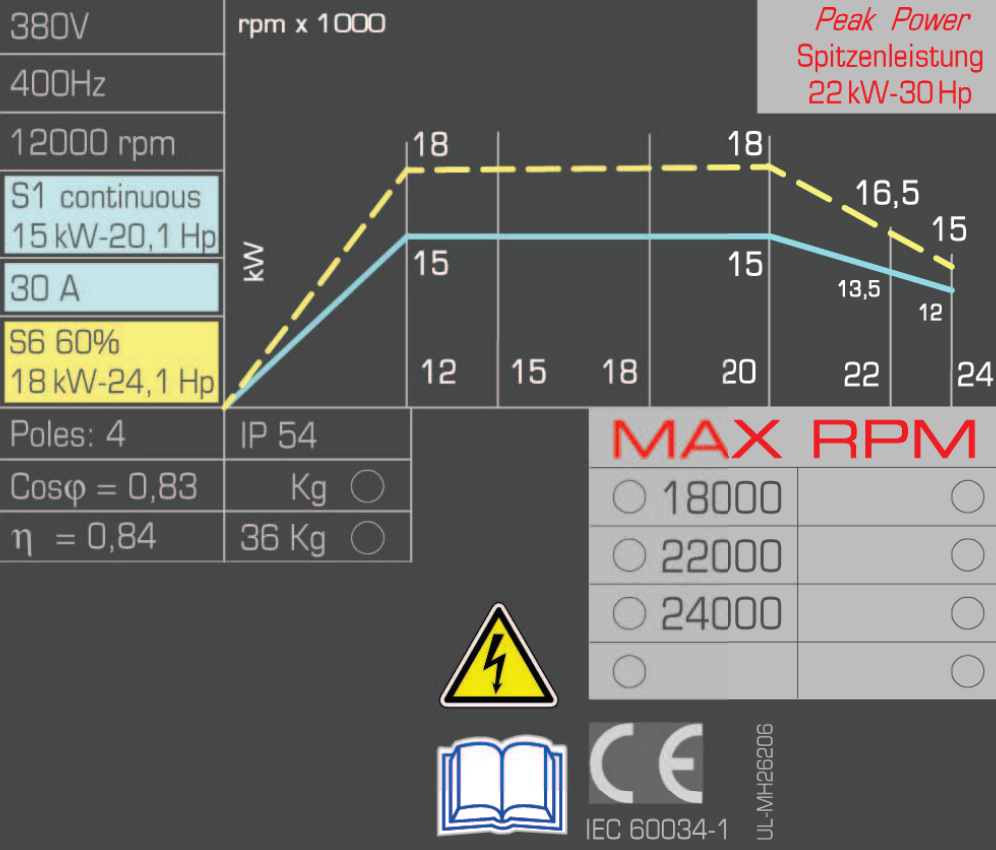 380V
400Hz
12000 rpm
S1 continuous
15 kW-20,1 Hp
30 A
S6 60%
18 kW-24,1 Hp
rpm x 1000
Peak Power
Spitzenleistung
22 kW-30 Hp
kW
18
18
16,5
15
15
15
13,5
12
12
15
18
20
22
24
Poles: 4
IP 54
Cosφ = 0,83
Kg
η = 0,84
36 Kg
MAX RPM
18000
22000
24000
CE
IEC 60034-1
UL-MH26206